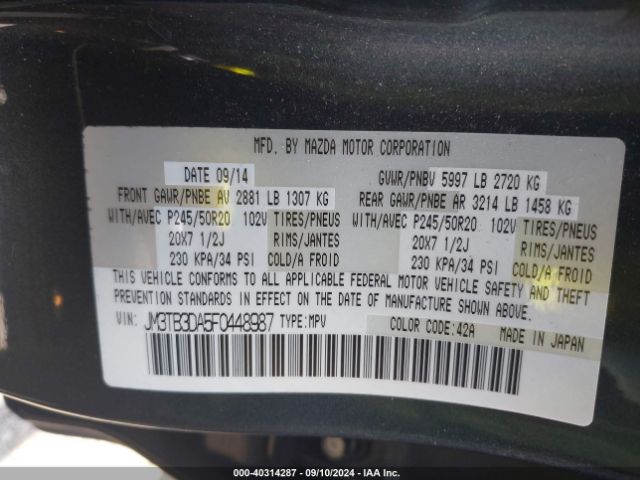 MFD. BY MAZDA MOTOR CORPORATION
DATE 09/14 GVWR/PNBV 5997 LB 2720 KG
FRONT GAWR/PNBE AV 2881 LB 1307 KG REAR GAWR/PNBE AR 3214 LB 1458 KG
WITH/AVEC P245/50R20 102V TIRES/PNEUS WITH/AVEC P245/50R20 102V TIRES/PNEUS
20X7 1/2J RIMS/JANTES 20X7 1/2J RIMS/JANTES
230 KPA/34 PSI COLD/A FROID 230 KPA/34 PSI COLD/A FROID
THIS VEHICLE CONFORMS TO ALL APPLICABLE FEDERAL MOTOR VEHICLE SAFETY AND THEFT
PREVENTION STANDARDS IN EFFECT ON THE DATE OF MANUFACTURE SHOWN ABOVE.
VIN: JM3TB3DA5F0448987 TYPE:MPV COLOR CODE:42A MADE IN JAPAN
000-40314287 - 09/10/2024 - IAA Inc.